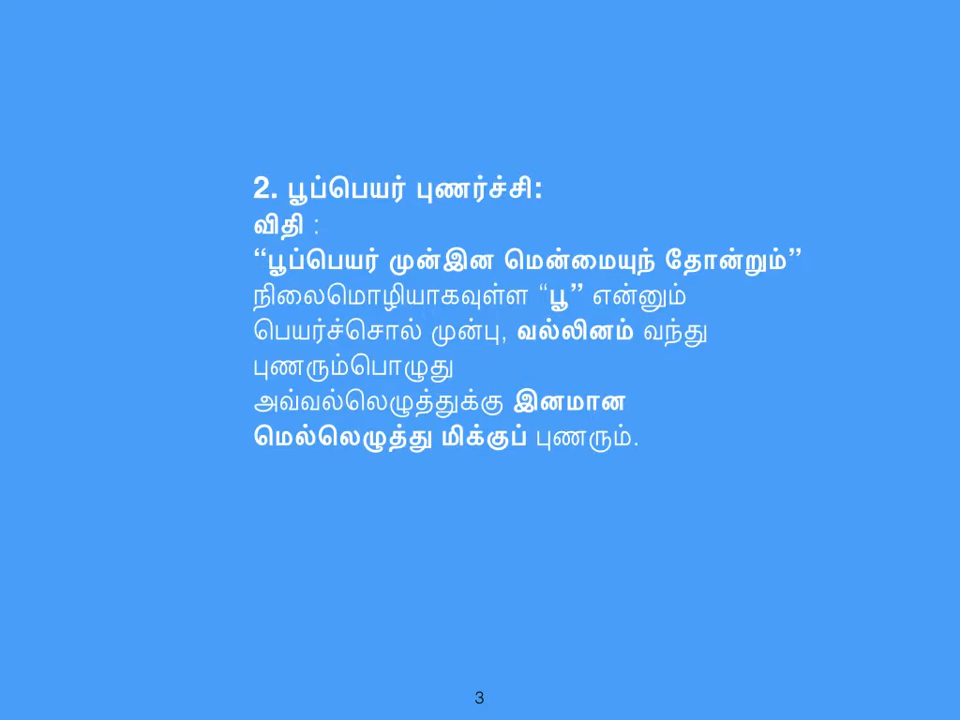 2. பூப்பெயர் புணர்ச்சி:
விதி :
“பூப்பெயர் முன்இன மென்மையுந் தோன்றும்”
நிலைமொழியாகவுள்ள “பூ” என்னும்
பெயர்ச்சொல் முன்பு, வல்லினம் வந்து
புணரும்பொழுது
அவ்வல்லெழுத்துக்கு இனமான
மெல்லெழுத்து மிக்குப் புணரும்.
3